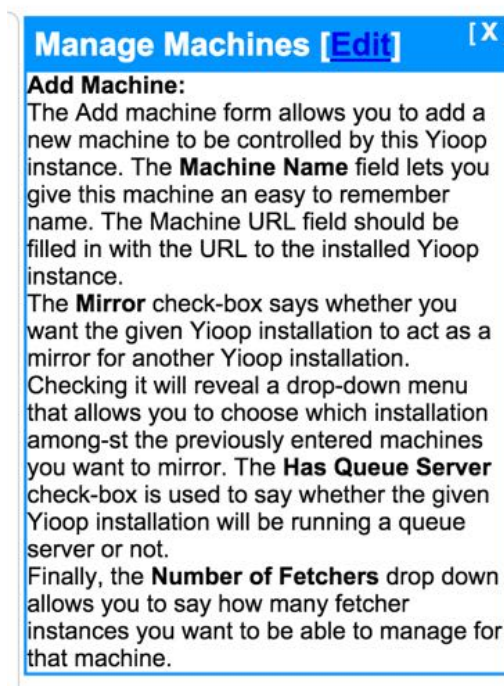 Manage Machines [Edit] [X
Add Machine:
The Add machine form allows you to add a
new machine to be controlled by this Yioop
instance. The Machine Name field lets you
give this machine an easy to remember
name. The Machine URL field should be
filled in with the URL to the installed Yioop
instance.
The Mirror check-box says whether you
want the given Yioop installation to act as a
mirror for another Yioop installation.
Checking it will reveal a drop-down menu
that allows you to choose which installation
among-st the previously entered machines
you want to mirror. The Has Queue Server
check-box is used to say whether the given
Yioop installation will be running a queue
server or not.
Finally, the Number of Fetchers drop down
allows you to say how many fetcher
instances you want to be able to manage for
that machine.